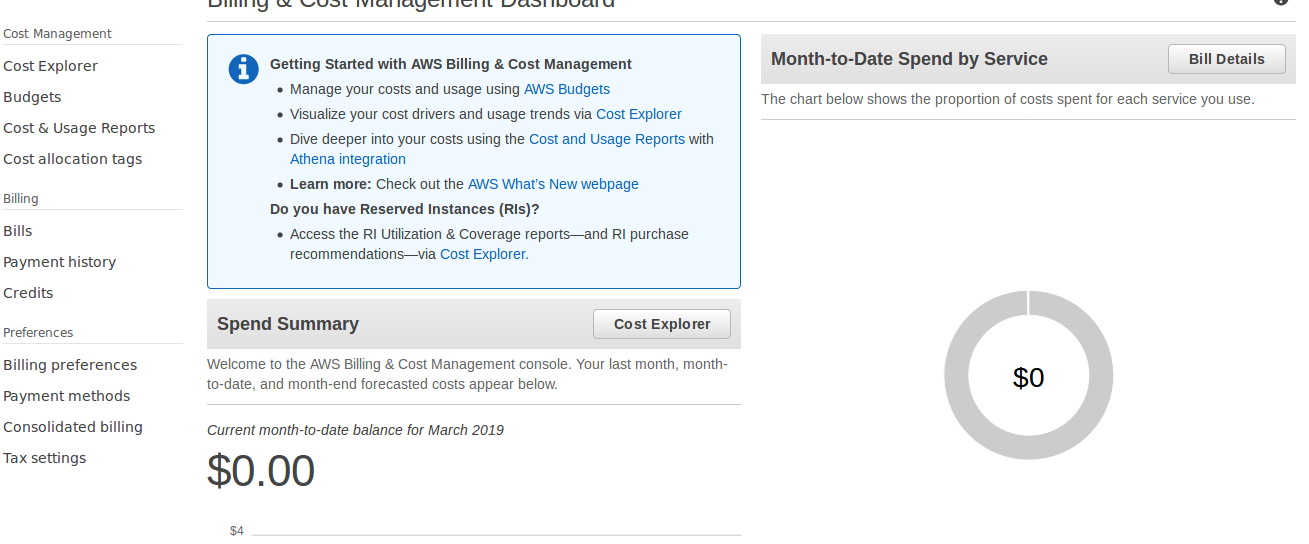 Billing & Cost Management Dashboard
Cost Management
Cost Explorer
Budgets
Cost & Usage Reports
Cost allocation tags
Billing
Bills
Payment history
Credits
Preferences
Billing preferences
Payment methods
Consolidated billing
Tax settings
Getting Started with AWS Billing & Cost Management
• Manage your costs and usage using AWS Budgets
• Visualize your cost drivers and usage trends via Cost Explorer
• Dive deeper into your costs using the Cost and Usage Reports with
Athena integration
• Learn more: Check out the AWS What's New webpage
Do you have Reserved Instances (RIs)?
• Access the RI Utilization & Coverage reports—and RI purchase
recommendations—via Cost Explorer.
Spend Summary
Cost Explorer
Welcome to the AWS Billing & Cost Management console. Your last month, month-
to-date, and month-end forecasted costs appear below.
Current month-to-date balance for March 2019
$0.00
$4
Month-to-Date Spend by Service
Bill Details
The chart below shows the proportion of costs spent for each service you use.
$0